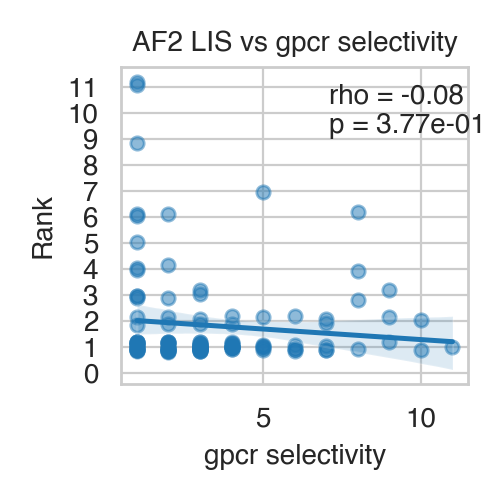 AF2 LIS vs gpcr selectivity
rho = -0.08
p = 3.77e-01
11
10
9
8
7
6
5
4
3
2
1
0
Rank
5 10
gpcr selectivity